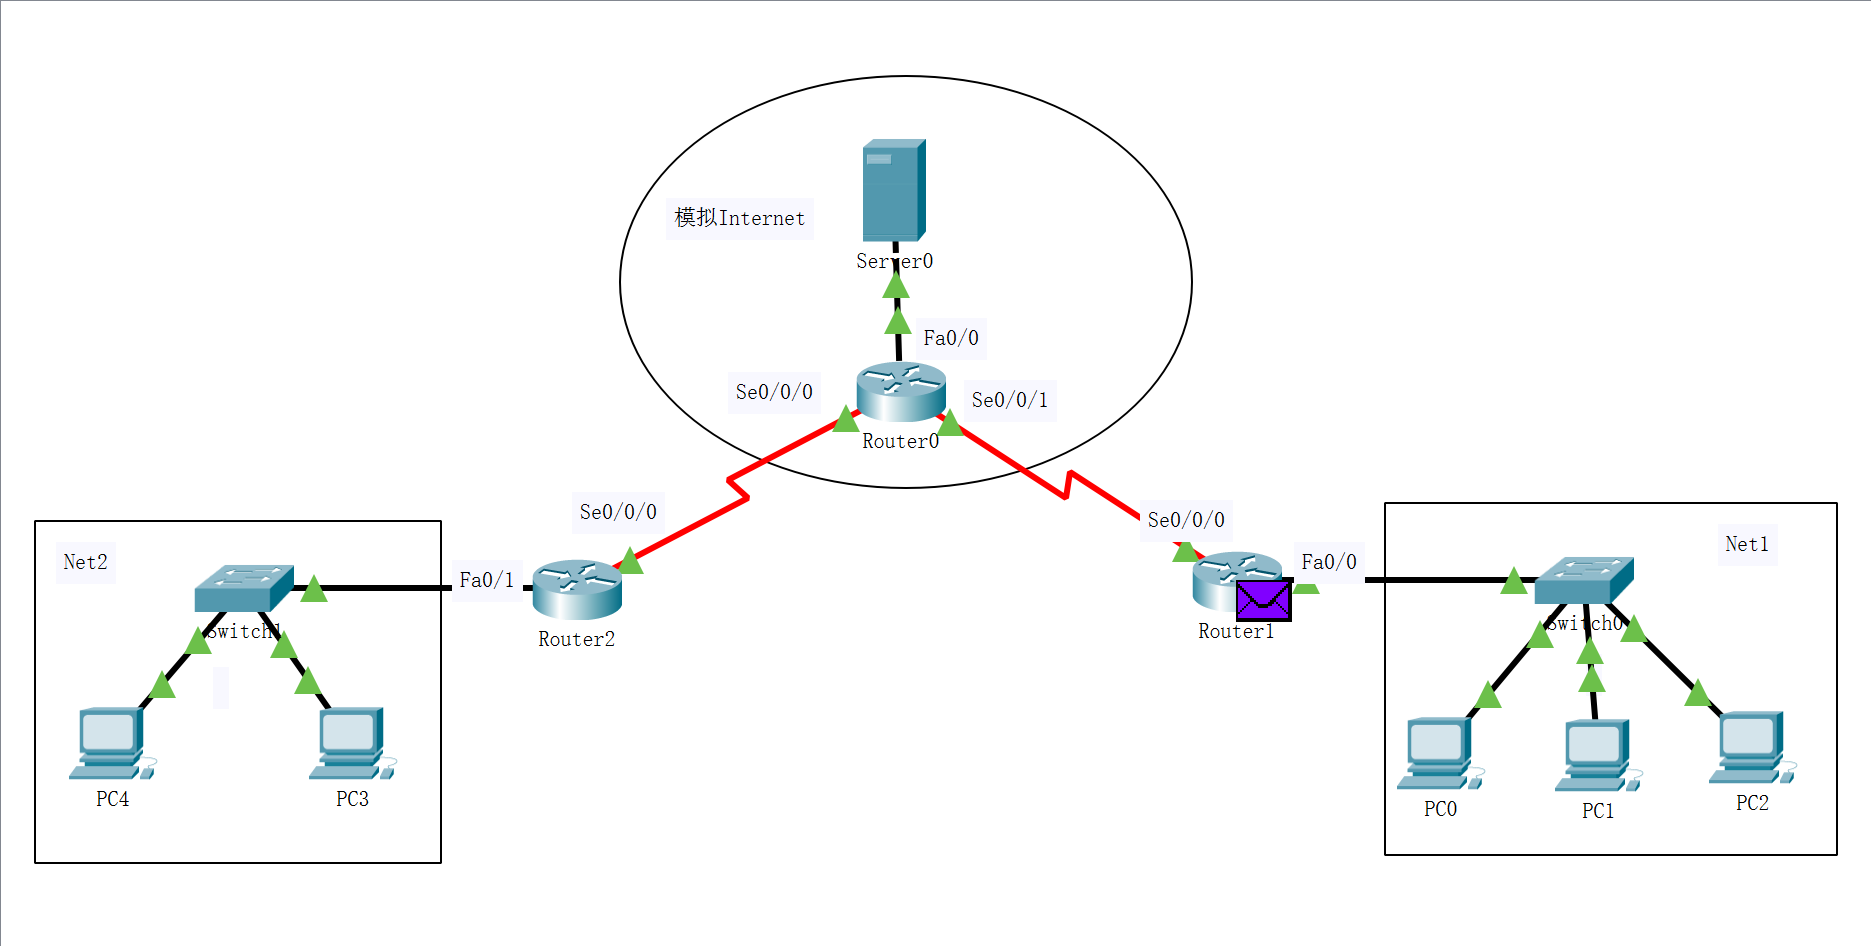 模拟Internet
Server0
Fa0/0
Se0/0/0
Se0/0/1
Router0
Se0/0/0
Se0/0/0
Net2
Fa0/1
Fa0/0
Net1
Switch1
Router2
Router1
Switch0
PC4
PC3
PC0
PC1
PC2